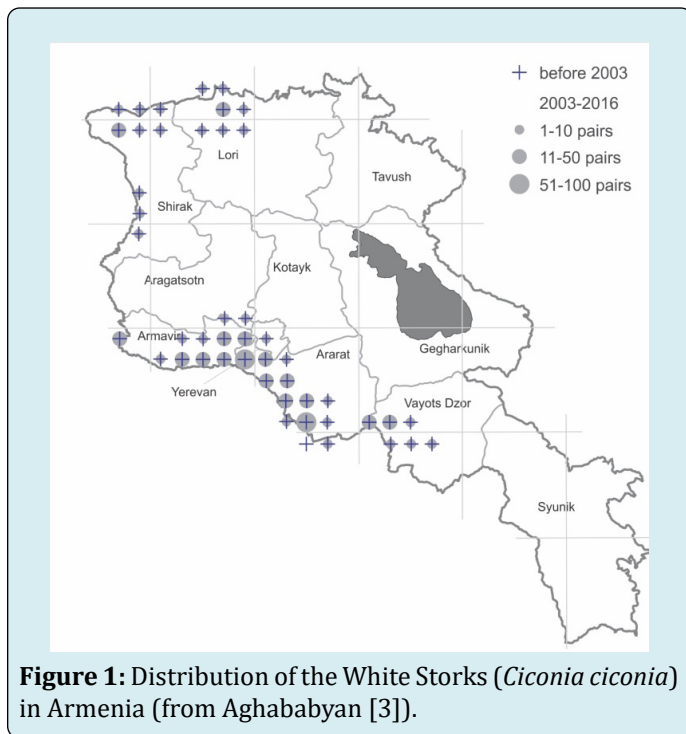 before 2003
2003-2016
1-10 pairs
11-50 pairs
51-100 pairs
Lori
Tavush
Shirak
Kotayk
Aragatsotn
Armavir
Ararat
Gegharkunik
Yerevan
Vayots Dzor
Syunik
Figure 1: Distribution of the White Storks (Ciconia ciconia)
in Armenia (from Aghababyan [3]).